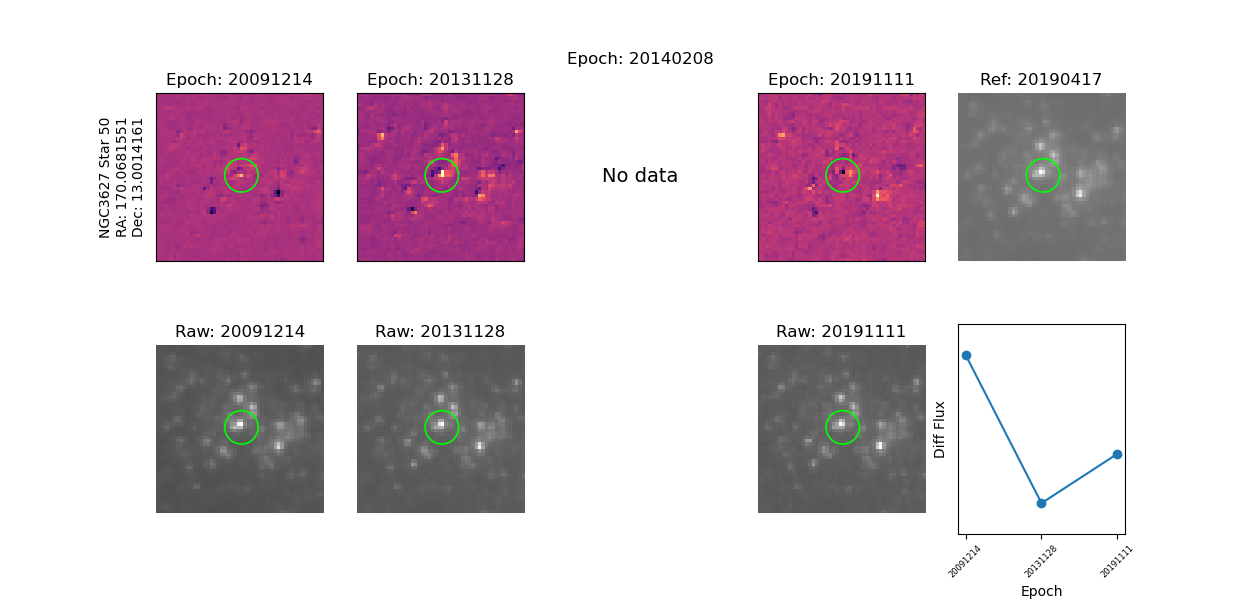 Epoch: 20140208
Epoch: 20091214
Epoch: 20131128
Epoch: 20191111
Ref: 20190417
NGC3627 Star 50
RA: 170.0681551
Dec: 13.0014161
No data
Raw: 20091214
Raw: 20131128
Raw: 20191111
Diff Flux
20091214
20131128
20191111
Epoch